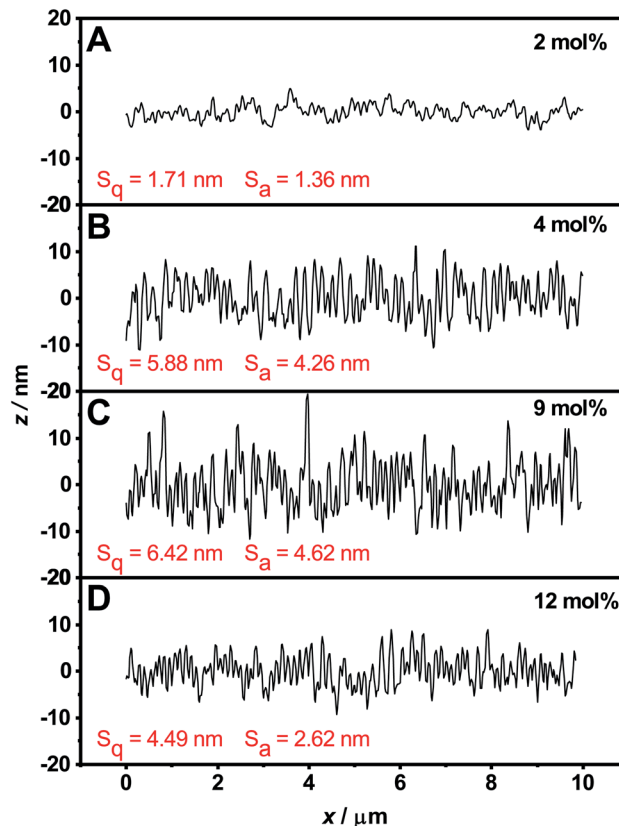 A
2 mol%
20
10
0
-10
-20
Sq = 1.71 nm Sa = 1.36 nm
B
4 mol%
20
10
0
-10
-20
Sq = 5.88 nm Sa = 4.26 nm
C
9 mol%
10
0
-10
20
Sq = 6.42 nm Sa = 4.62 nm
D
12 mol%
10
0
-10
-20
Sq = 4.49 nm Sa = 2.62 nm
z / nm
0 2 4 6 8 10
x / μm